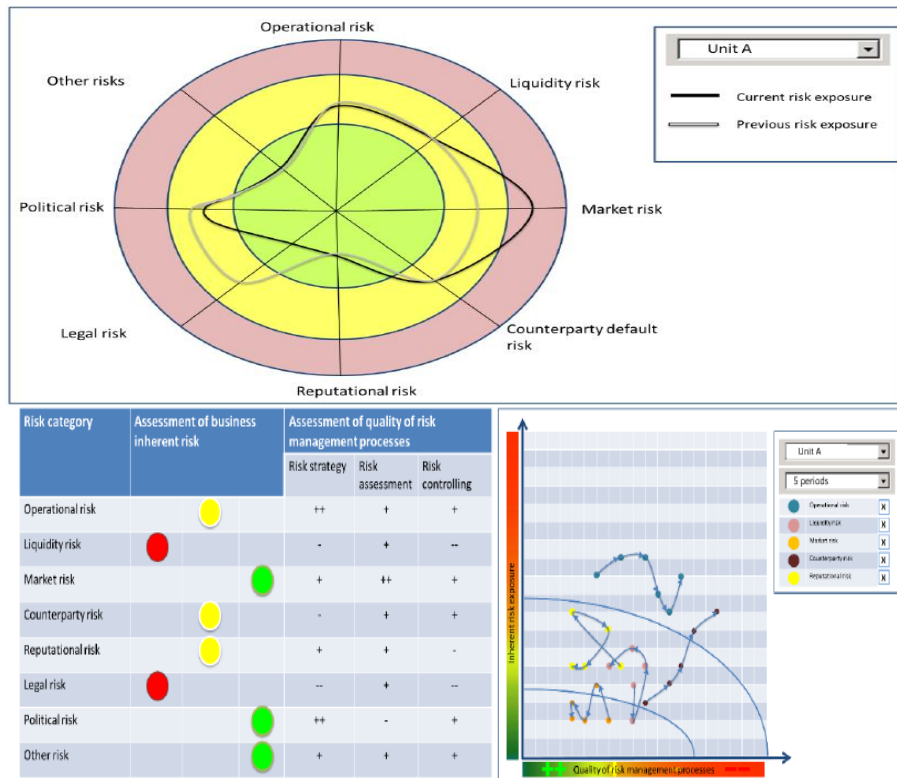 Operational risk
Unit A
Other risks
Liquidity risk
Current risk exposure
Previous risk exposure
Political risk
Market risk
Legal risk
Counterparty default
risk
Reputational risk
Risk category
Assessment of business
inherent risk
Assessment of quality of risk
management processes
Risk strategy
Risk
assessment
Risk
controlling
Operational risk ++ + +
Liquidity risk - + --
Market risk + ++ +
Counterparty risk - + +
Reputational risk + + -
Legal risk -- + --
Political risk ++ - +
Other risk + + +
Inherent risk exposure
++ Quality of risk management processes --
Unit A
5 periods
Operational risk X
Liquidity risk X
Market risk X
Counterparty risk X
Reputational risk X